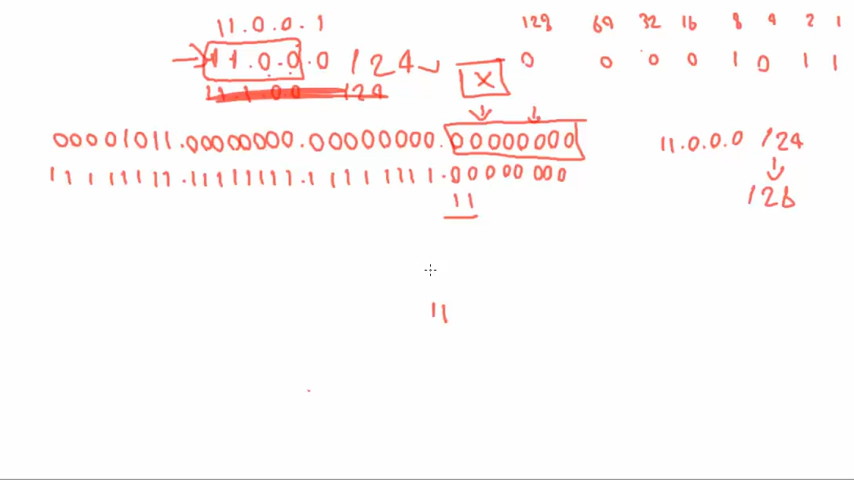 11.0.0.1
128 64 32 16 8 4 2 1
→ 11.0.0.0 /24
X
0 0 0 0 1 0 1 1
00001011.00000000.00000000.00000000
11.0.0.0 /24
11111111.11111111.11111111.00000000
/26
11
11